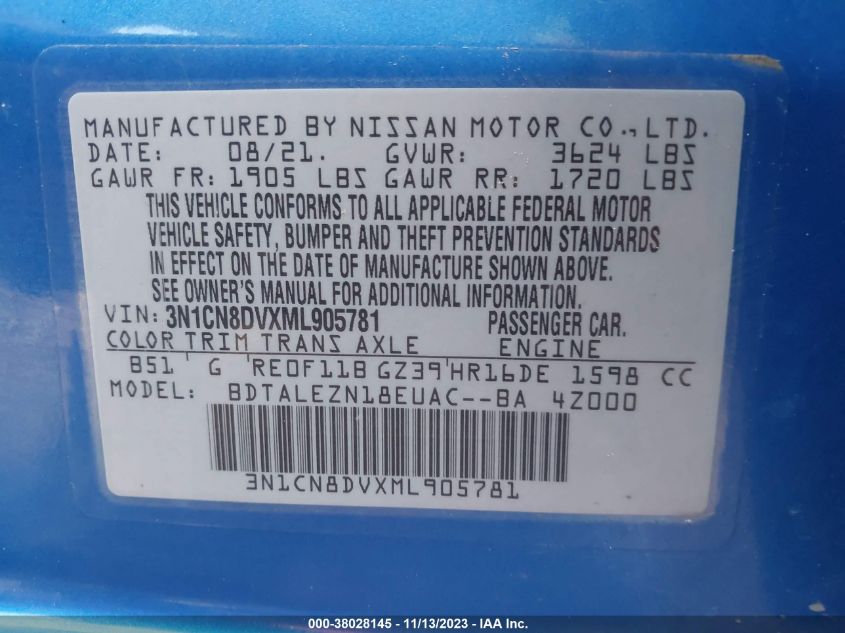 MANUFACTURED BY NISSAN MOTOR CO., LTD.
DATE: 08/21. GVWR: 3624 LBS
GAWR FR: 1905 LBS GAWR RR: 1720 LBS
THIS VEHICLE CONFORMS TO ALL APPLICABLE FEDERAL MOTOR
VEHICLE SAFETY, BUMPER AND THEFT PREVENTION STANDARDS
IN EFFECT ON THE DATE OF MANUFACTURE SHOWN ABOVE.
SEE OWNER'S MANUAL FOR ADDITIONAL INFORMATION.
VIN: 3N1CN8DVXML905781 PASSENGER CAR.
COLOR TRIM TRANS AXLE ENGINE
B51 G RE0F11B GZ39 HR16DE 1598 CC
MODEL: BDTALEZN18EUAC--BA 4Z000
3N1CN8DVXML905781
000-38028145 - 11/13/2023 - IAA, Inc.